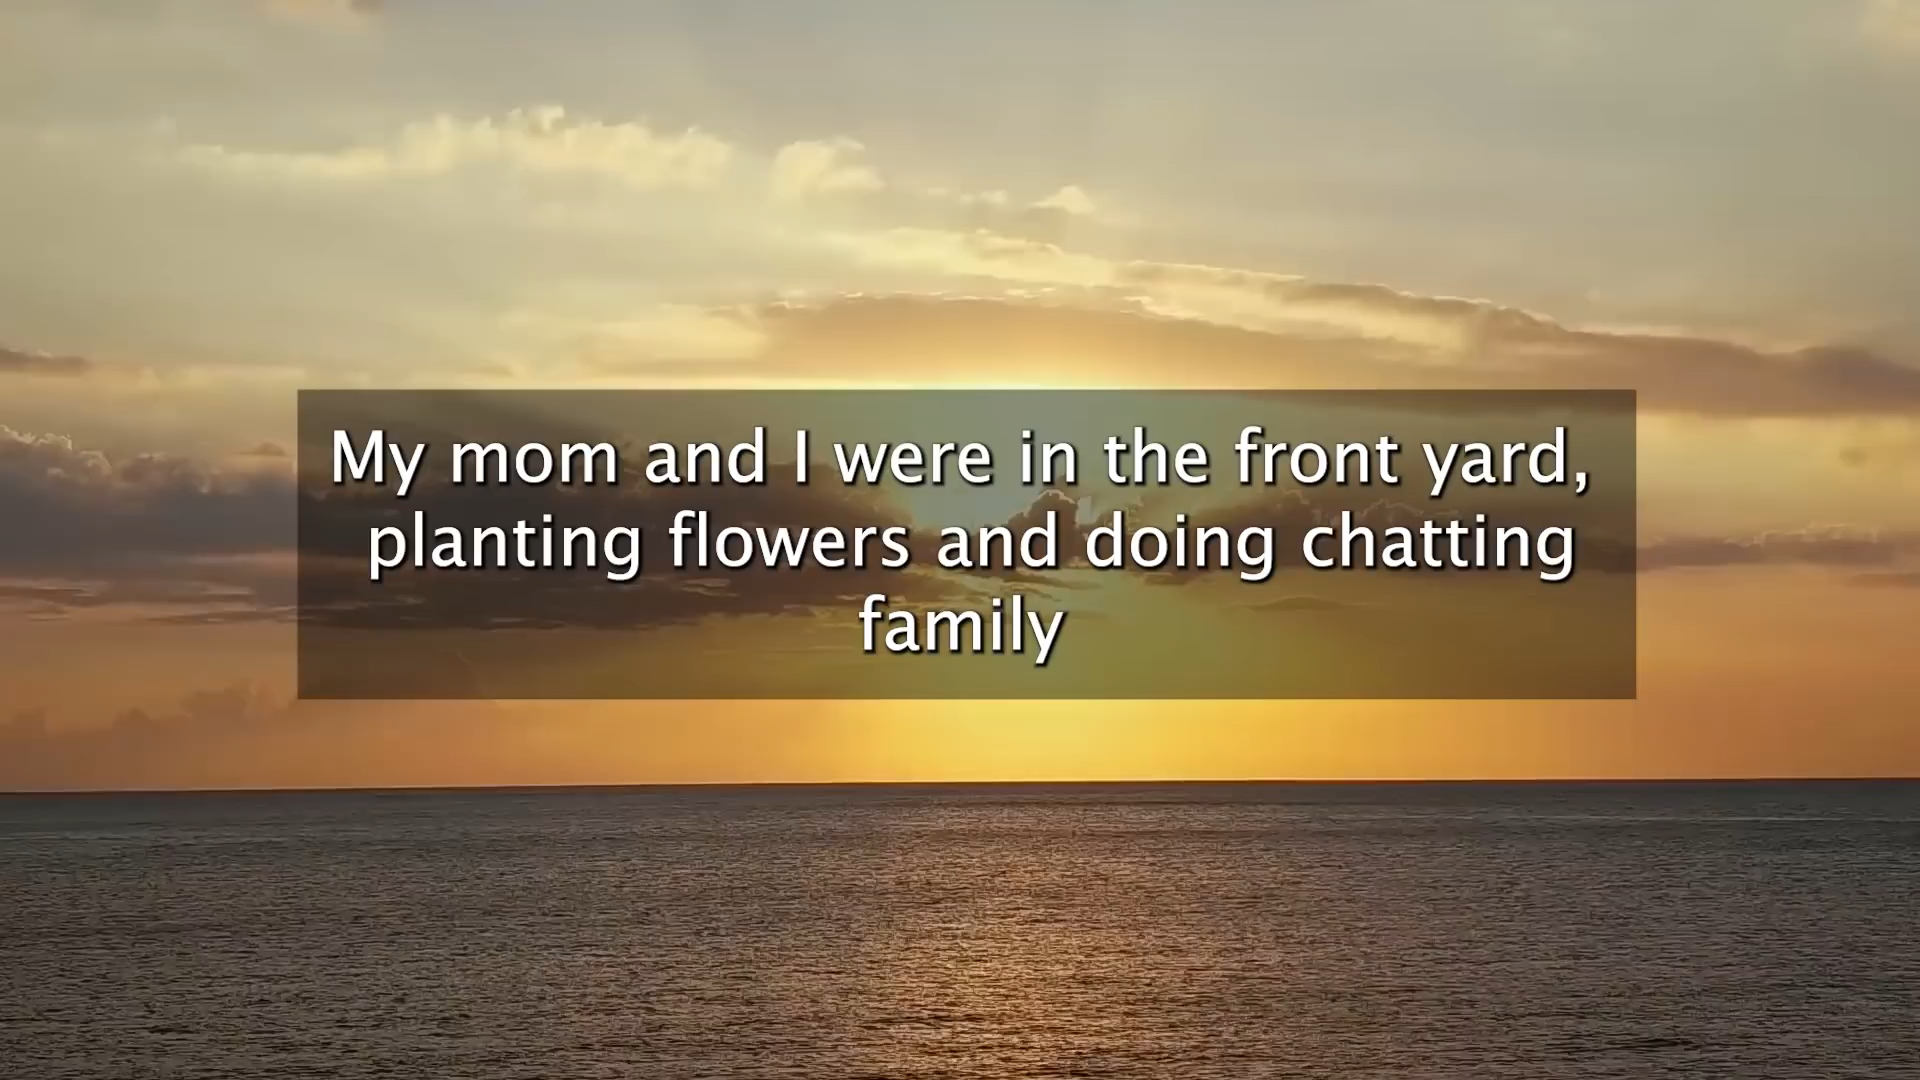 My mom and I were in the front yard,
planting flowers and doing chatting
family